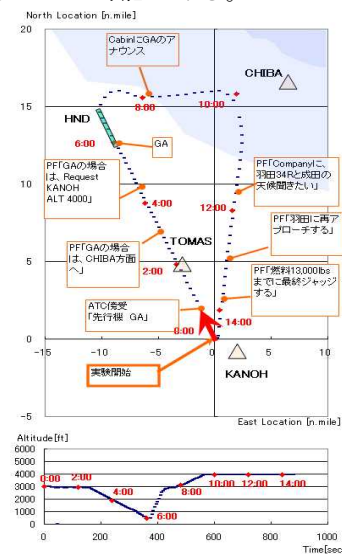 North Location [n.mile]
20
CabinにGAのア
ナウンス
CHIBA
15
8:00
10:00
HND
6:00
GA
PF「GAの場合
は、Request
KANOH
ALT 4000」
PF「Companyに、
羽田34Rと成田の
天候聞きたい」
10
4:00
12:00
PF「GAの場合
は、CHIBA方面
へ」
TOMAS
PF「羽田に再ア
プローチする」
5
2:00
PF「燃料13,000lbs
までに最終ジャッジ
する」
ATC傍受
「先行機 GA」
0:00
14:00
0
-15
-10
-5
0
5
10
実験開始
KANOH
-5
East Location [n.mile]
Altitude[ft]
6000
5000
4000
3000
2000
1000
0
0:00
2:00
4:00
6:00
8:00
10:00
12:00
14:00
0
200
400
600
800
1000
Time[sec